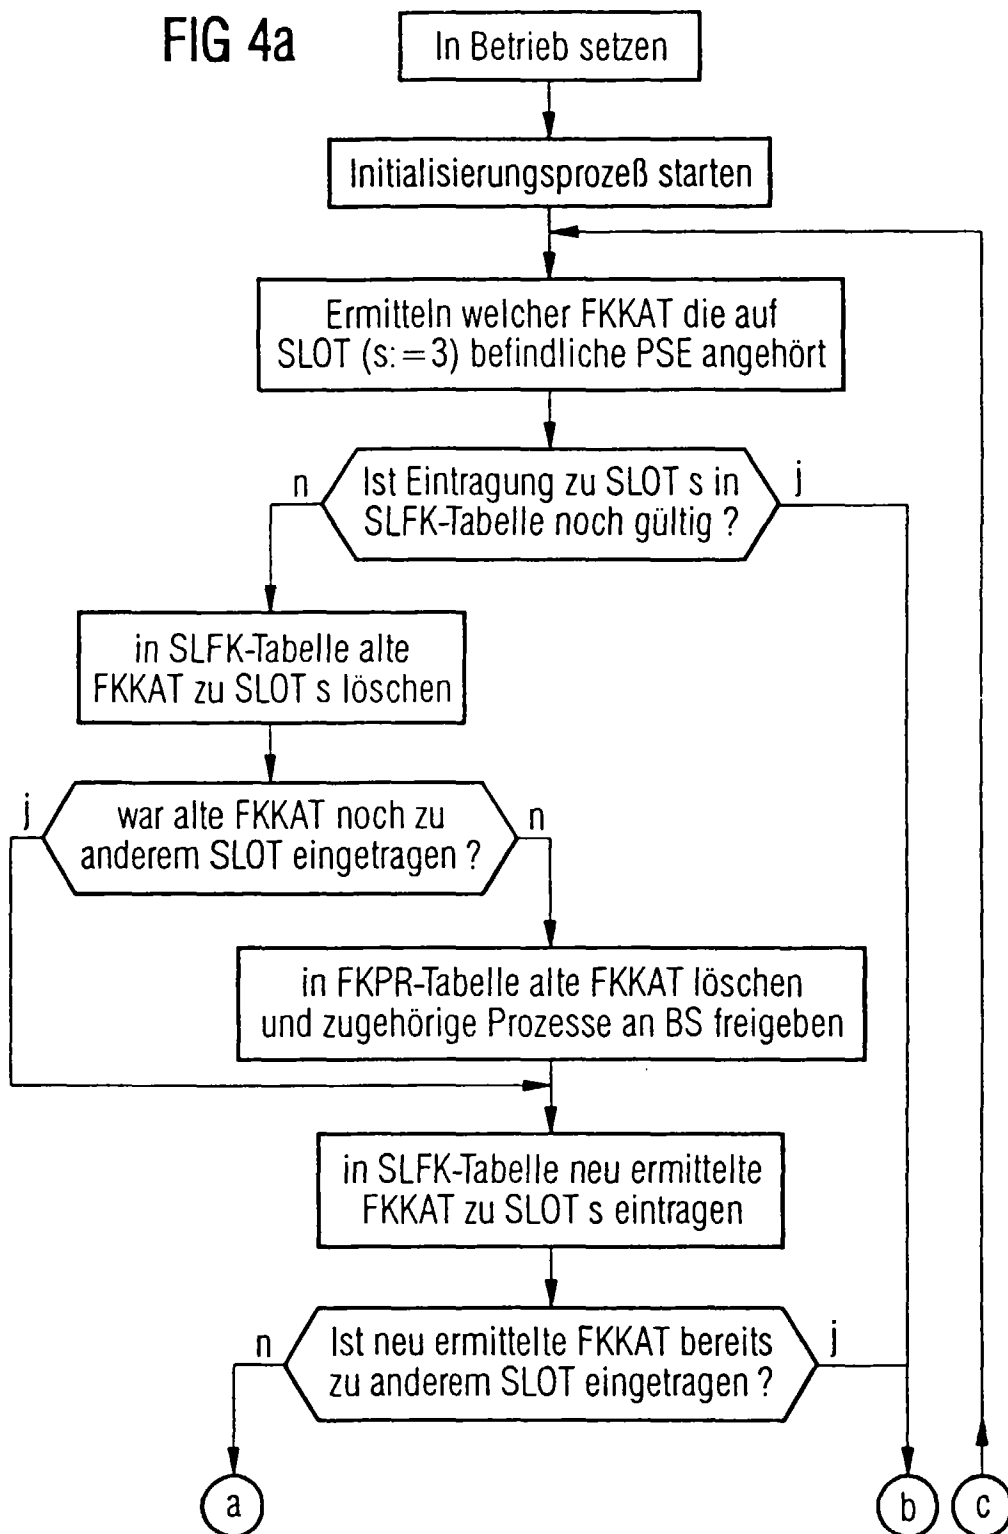 FIG 4a
In Betrieb setzen
Initialisierungsprozeß starten
Ermitteln welcher FKKAT die auf
SLOT (s:=3) befindliche PSE angehört
n
Ist Eintragung zu SLOT s in
SLFK-Tabelle noch gültig ?
j
in SLFK-Tabelle alte
FKKAT zu SLOT s löschen
j
war alte FKKAT noch zu
anderem SLOT eingetragen ?
n
in FKPR-Tabelle alte FKKAT löschen
und zugehörige Prozesse an BS freigeben
in SLFK-Tabelle neu ermittelte
FKKAT zu SLOT s eintragen
n
Ist neu ermittelte FKKAT bereits
zu anderem SLOT eingetragen ?
j
a
b
c